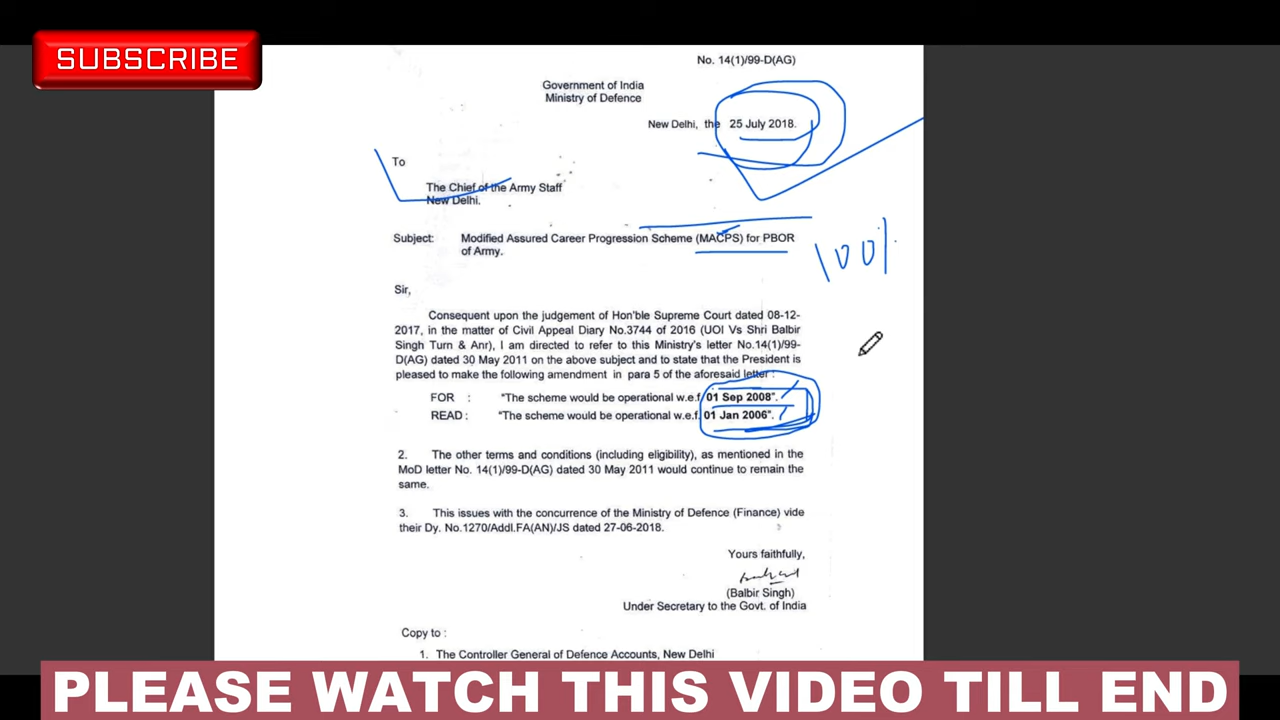 SUBSCRIBE
No. 14(1)/99-D(AG)
Government of India
Ministry of Defence
New Delhi, the 25 July 2018.
To
The Chief of the Army Staff
New Delhi.
Subject: Modified Assured Career Progression Scheme (MACPS) for PBOR
of Army.
100%
Sir,
Consequent upon the judgement of Hon'ble Supreme Court dated 08-12-
2017, in the matter of Civil Appeal Diary No.3744 of 2016 (UOI Vs Shri Balbir
Singh Turn & Anr), I am directed to refer to this Ministry's letter No.14(1)/99-
D(AG) dated 30 May 2011 on the above subject and to state that the President is
pleased to make the following amendment in para 5 of the aforesaid letter :
FOR : "The scheme would be operational w.e.f. 01 Sep 2008".
READ : "The scheme would be operational w.e.f. 01 Jan 2006".
2. The other terms and conditions (including eligibility), as mentioned in the
MoD letter No. 14(1)/99-D(AG) dated 30 May 2011 would continue to remain the
same.
3. This issues with the concurrence of the Ministry of Defence (Finance) vide
their Dy. No.1270/Addl.FA(AN)/JS dated 27-06-2018.
Yours faithfully,
(Balbir Singh)
Under Secretary to the Govt. of India
Copy to :
1. The Controller General of Defence Accounts, New Delhi
PLEASE WATCH THIS VIDEO TILL END